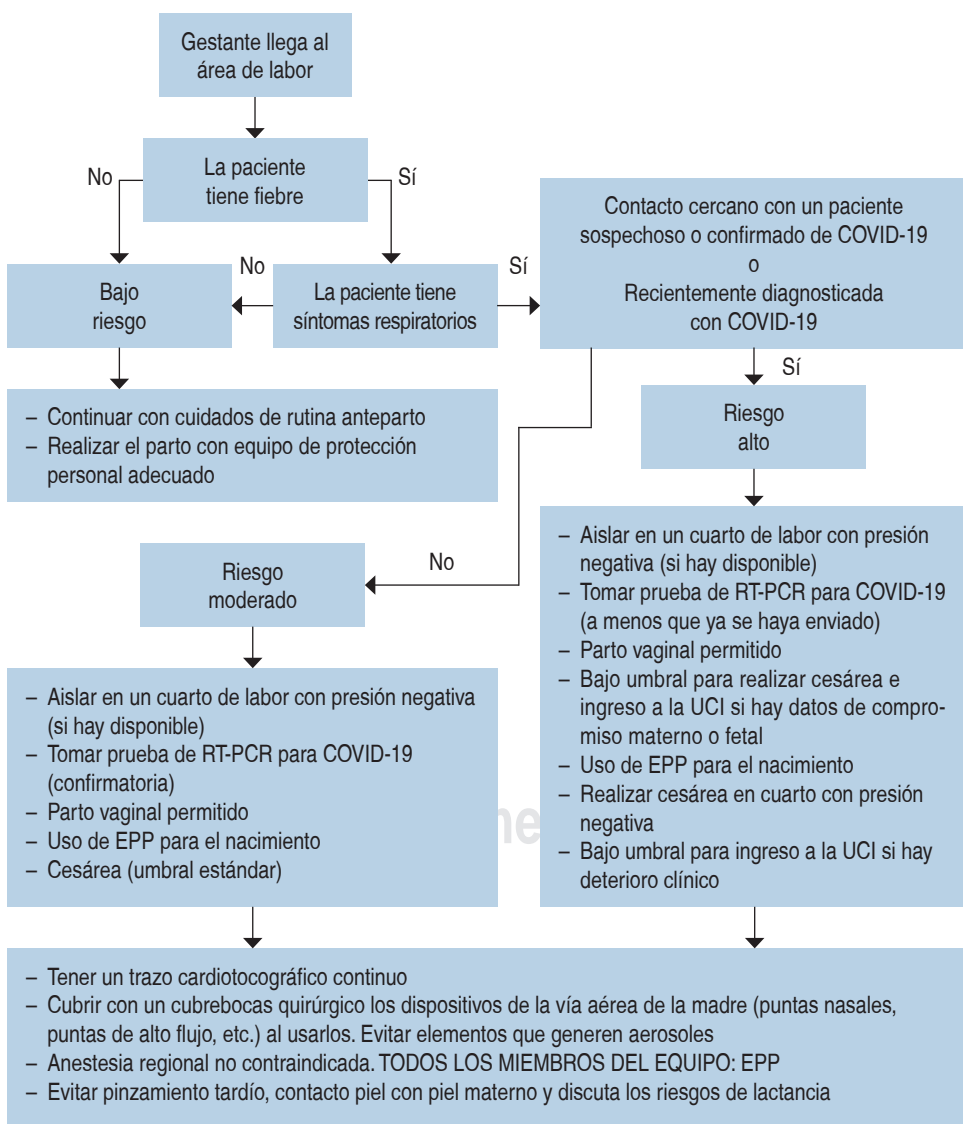 Gestante llega al
área de labor
La paciente
tiene fiebre
No
Sí
Contacto cercano con un paciente
sospechoso o confirmado de COVID-19
o
Recientemente diagnosticada
con COVID-19
Bajo
riesgo
No
La paciente tiene
síntomas respiratorios
Sí
– Continuar con cuidados de rutina anteparto
– Realizar el parto con equipo de protección
personal adecuado
Sí
Riesgo
alto
No
Riesgo
moderado
– Aislar en un cuarto de labor con presión negativa
(si hay disponible)
– Tomar prueba de RT-PCR para COVID-19
(confirmatoria)
– Parto vaginal permitido
– Uso de EPP para el nacimiento
– Cesárea (umbral estándar)
– Aislar en un cuarto de labor con presión
negativa (si hay disponible)
– Tomar prueba de RT-PCR para COVID-19
(a menos que ya se haya enviado)
– Parto vaginal permitido
– Bajo umbral para realizar cesárea e
ingreso a la UCI si hay datos de compro-
miso materno o fetal
– Uso de EPP para el nacimiento
– Realizar cesárea en cuarto con presión
negativa
– Bajo umbral para ingreso a la UCI si hay
deterioro clínico
– Tener un trazo cardiotocográfico continuo
– Cubrir con un cubrebocas quirúrgico los dispositivos de la vía aérea de la madre (puntas nasales,
puntas de alto flujo, etc.) al usarlos. Evitar elementos que generen aerosoles
– Anestesia regional no contraindicada. TODOS LOS MIEMBROS DEL EQUIPO: EPP
– Evitar pinzamiento tardío, contacto piel con piel materno y discuta los riesgos de lactancia